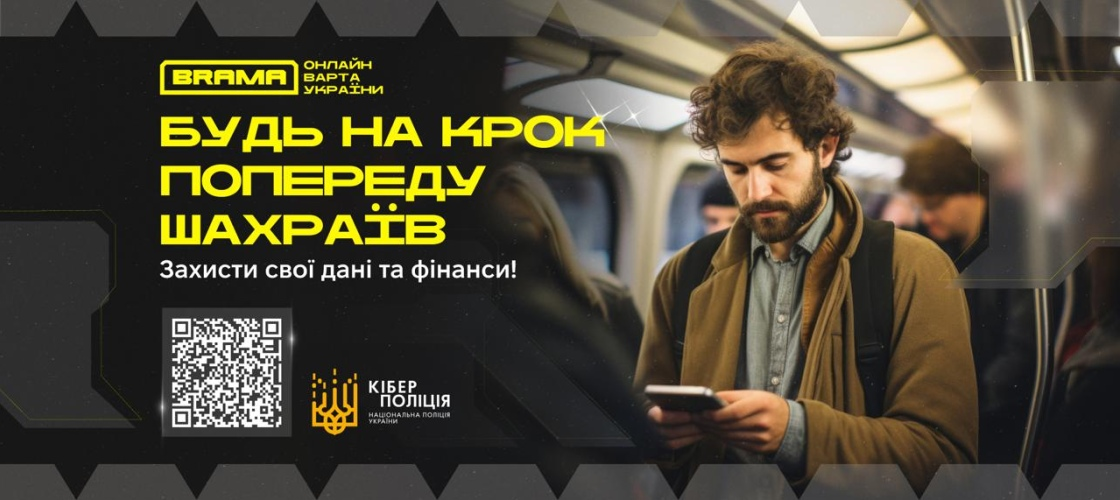 BRAMA
ОНЛАЙН
ВАРТА
УКРАЇНИ
БУДЬ НА КРОК
ПОПЕРЕДУ
ШАХРАЇВ
Захисти свої дані та фінанси!
КІБЕР
ПОЛІЦІЯ
НАЦІОНАЛЬНА ПОЛІЦІЯ
УКРАЇНИ